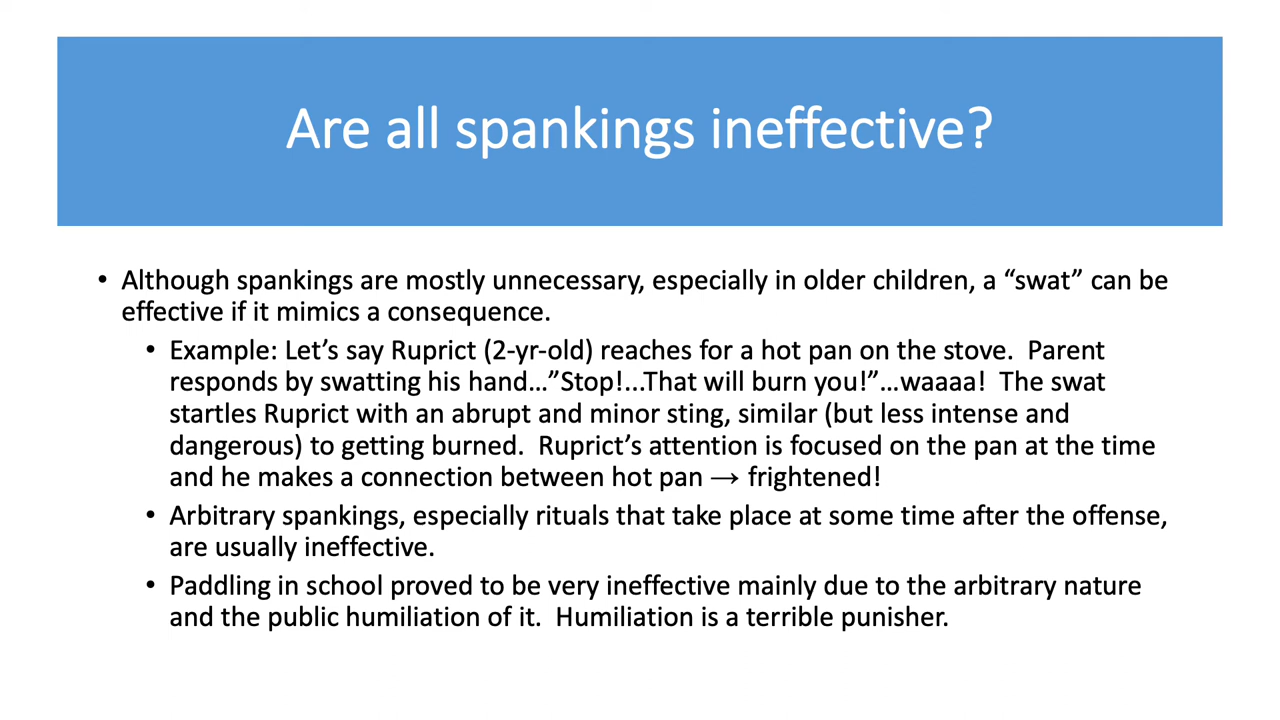 Are all spankings ineffective?
• Although spankings are mostly unnecessary, especially in older children, a “swat” can be
effective if it mimics a consequence.
• Example: Let’s say Ruprict (2-yr-old) reaches for a hot pan on the stove.  Parent
responds by swatting his hand…”Stop!...That will burn you!”…waaaa!  The swat
startles Ruprict with an abrupt and minor sting, similar (but less intense and
dangerous) to getting burned.  Ruprict’s attention is focused on the pan at the time
and he makes a connection between hot pan → frightened!
• Arbitrary spankings, especially rituals that take place at some time after the offense,
are usually ineffective.
• Paddling in school proved to be very ineffective mainly due to the arbitrary nature
and the public humiliation of it.  Humiliation is a terrible punisher.